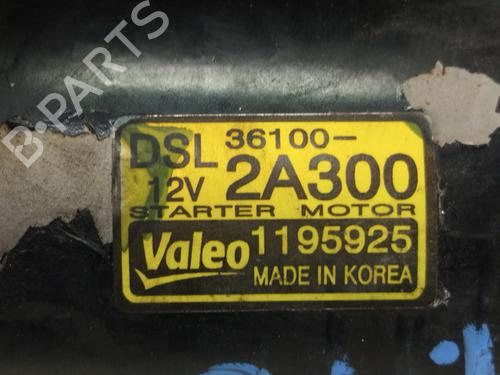 B-PARTS
DSL 36100-
12V 2A300
STARTER MOTOR
Valeo 1195925
MADE IN KOREA